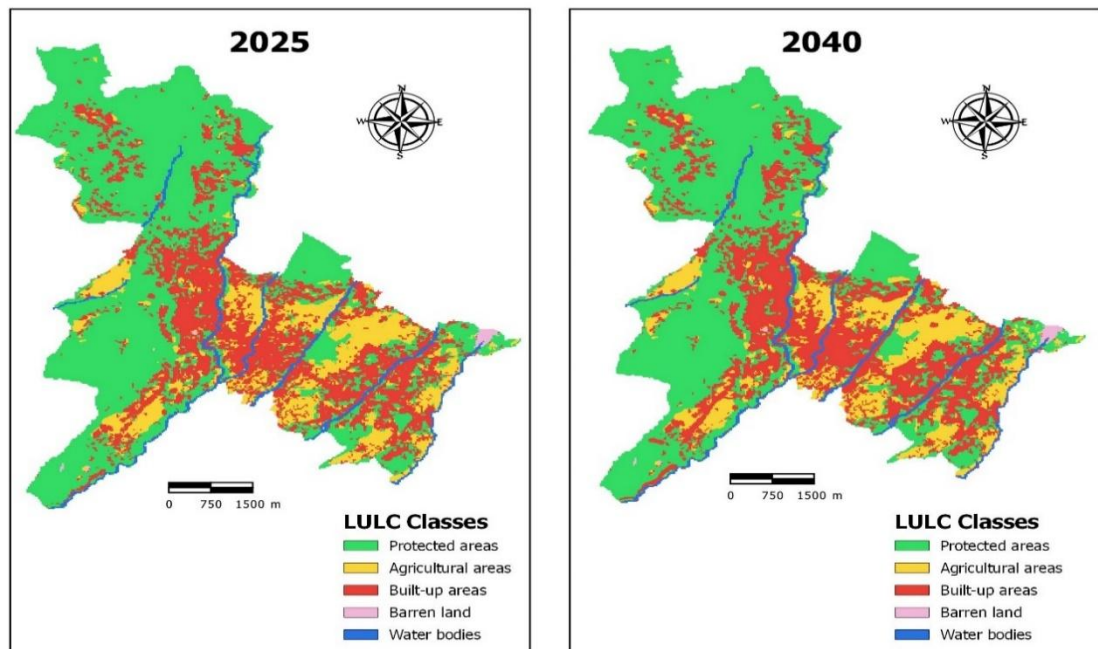 2025
N
W E
S
0 750 1500 m
LULC Classes
Protected areas
Agricultural areas
Built-up areas
Barren land
Water bodies
2040
N
W E
S
0 750 1500 m
LULC Classes
Protected areas
Agricultural areas
Built-up areas
Barren land
Water bodies